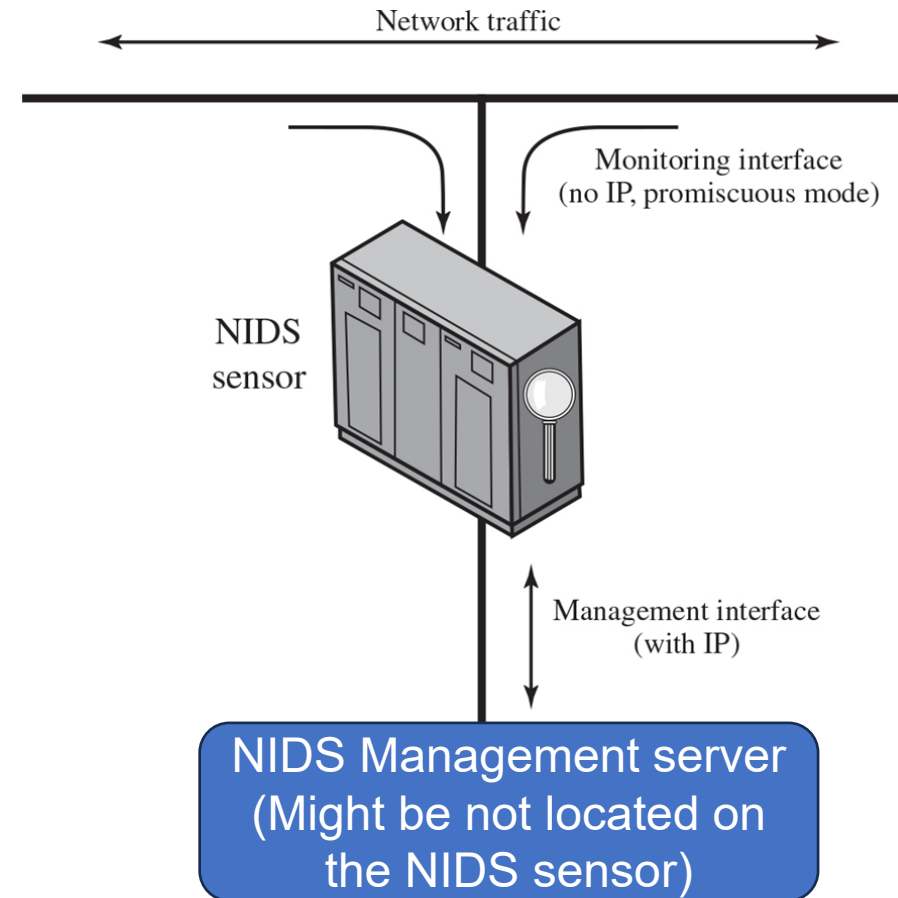 Network traffic
Monitoring interface
(no IP, promiscuous mode)
NIDS
sensor
Management interface
(with IP)
NIDS Management server
(Might be not located on
the NIDS sensor)